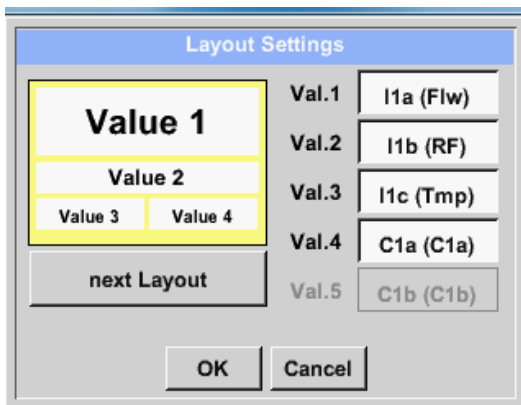 Layout Settings
Value 1
Value 2
Value 3 Value 4
next Layout
Val.1 I1a (Flw)
Val.2 I1b (RF)
Val.3 I1c (Tmp)
Val.4 C1a (C1a)
Val.5 C1b (C1b)
OK Cancel